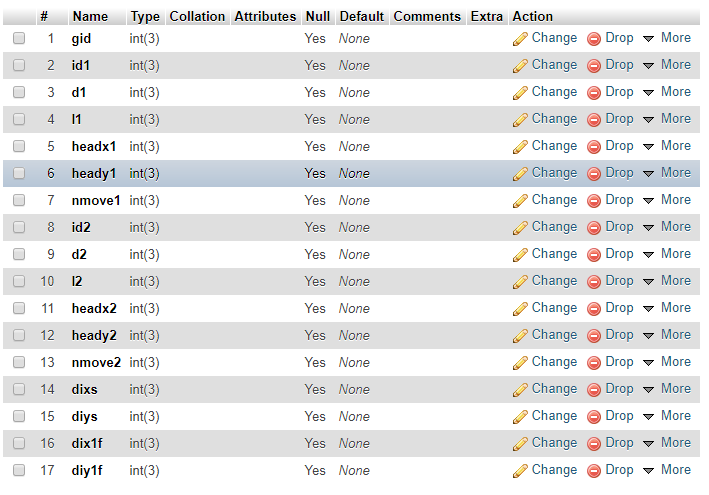 # Name Type Collation Attributes Null Default Comments Extra Action
1 gid int(3) Yes None Change Drop More
2 id1 int(3) Yes None Change Drop More
3 d1 int(3) Yes None Change Drop More
4 l1 int(3) Yes None Change Drop More
5 headx1 int(3) Yes None Change Drop More
6 heady1 int(3) Yes None Change Drop More
7 nmove1 int(3) Yes None Change Drop More
8 id2 int(3) Yes None Change Drop More
9 d2 int(3) Yes None Change Drop More
10 l2 int(3) Yes None Change Drop More
11 headx2 int(3) Yes None Change Drop More
12 heady2 int(3) Yes None Change Drop More
13 nmove2 int(3) Yes None Change Drop More
14 dixs int(3) Yes None Change Drop More
15 diys int(3) Yes None Change Drop More
16 dix1f int(3) Yes None Change Drop More
17 diy1f int(3) Yes None Change Drop More